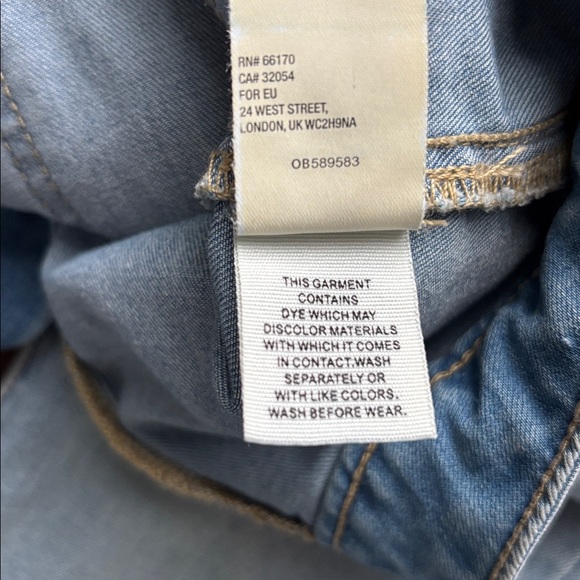 RN# 66170
CA# 32054
FOR EU
24 WEST STREET,
LONDON, UK WC2H9NA
OB589583
THIS GARMENT
CONTAINS
DYE WHICH MAY
DISCOLOR MATERIALS
WITH WHICH IT COMES
IN CONTACT.WASH
SEPARATELY OR
WITH LIKE COLORS.
WASH BEFORE WEAR.